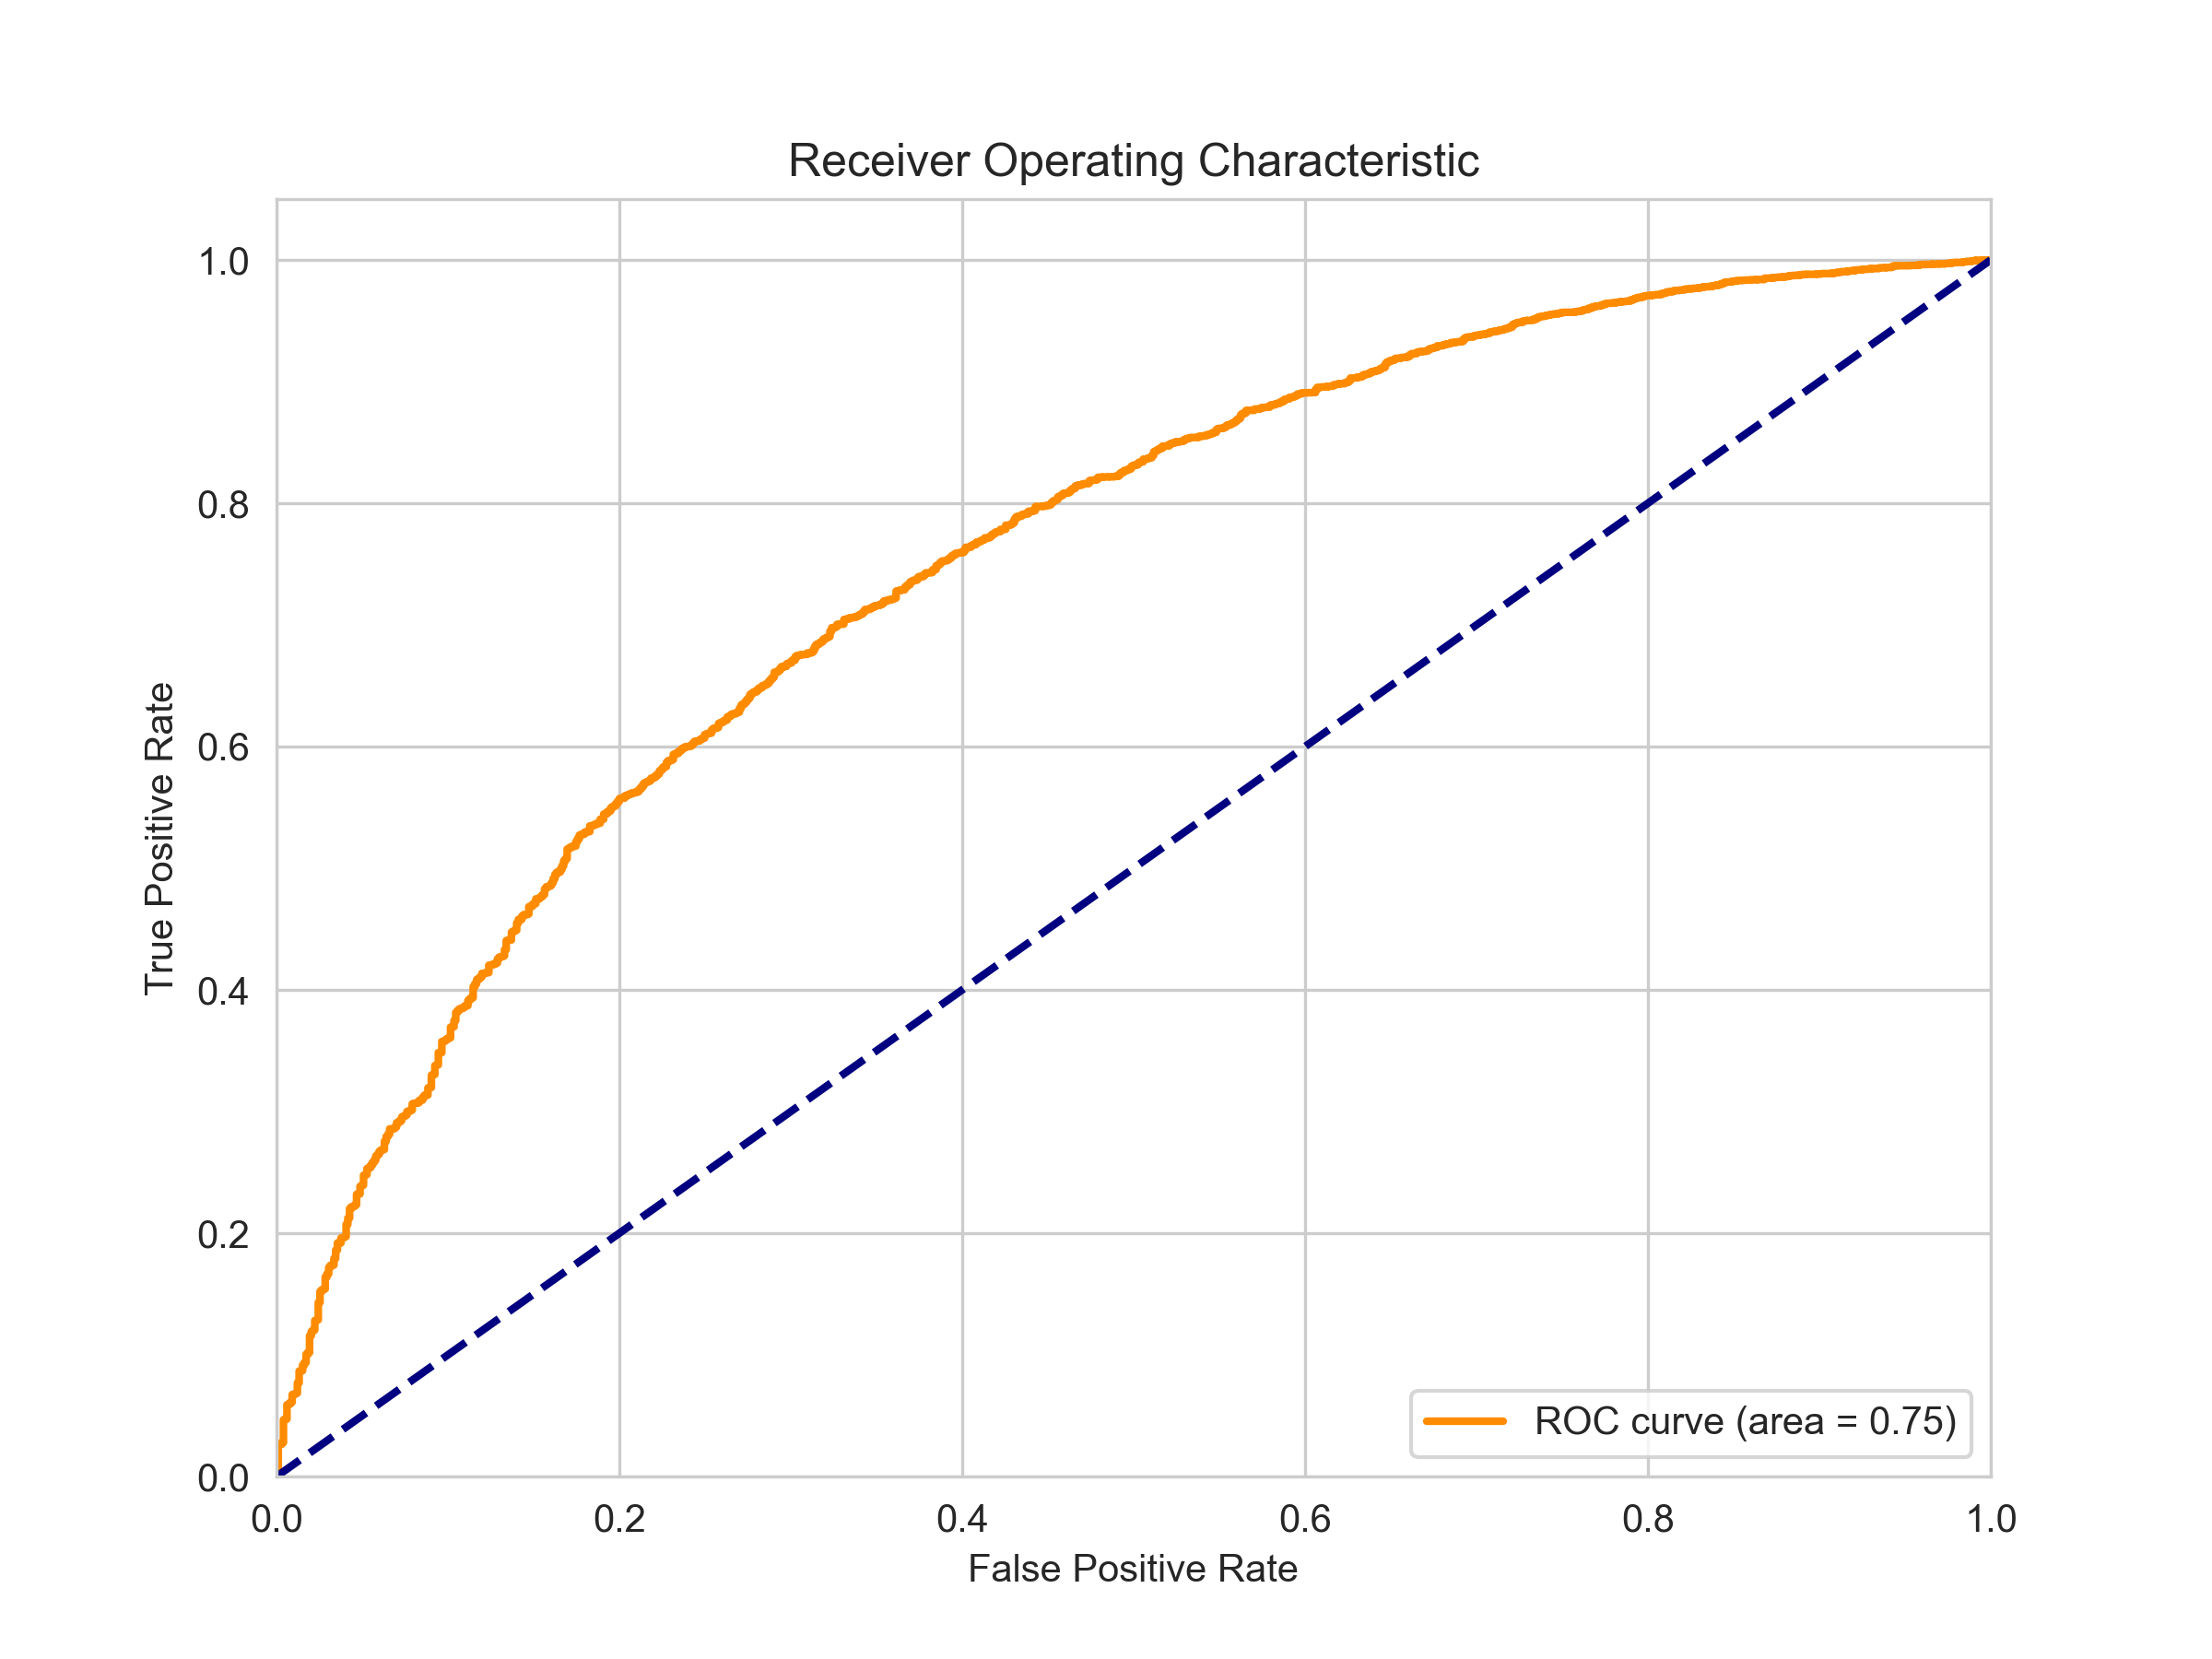 Receiver Operating Characteristic
1.0
0.8
0.6
0.4
0.2
0.0
True Positive Rate
ROC curve (area = 0.75)
0.0 0.2 0.4 0.6 0.8 1.0
False Positive Rate